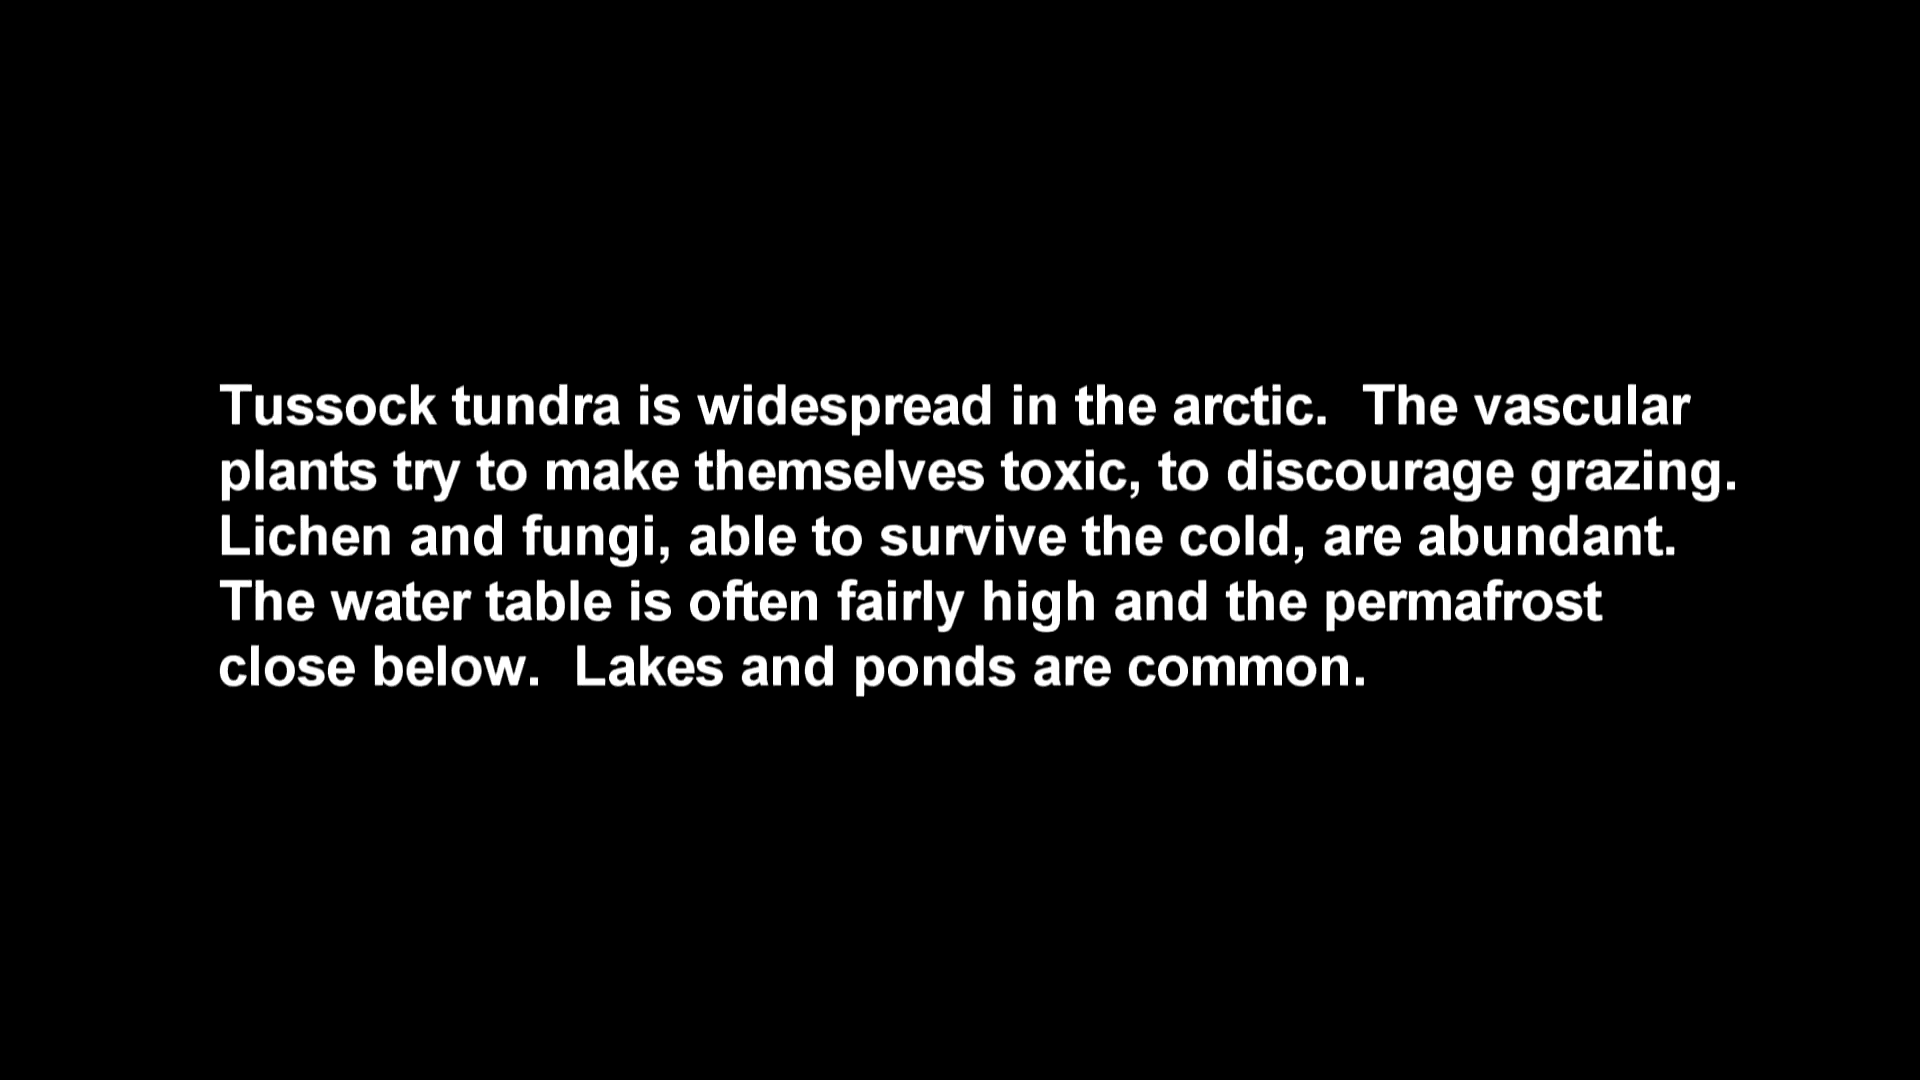 Tussock tundra is widespread in the arctic.  The vascular
plants try to make themselves toxic, to discourage grazing.
Lichen and fungi, able to survive the cold, are abundant.
The water table is often fairly high and the permafrost
close below.  Lakes and ponds are common.